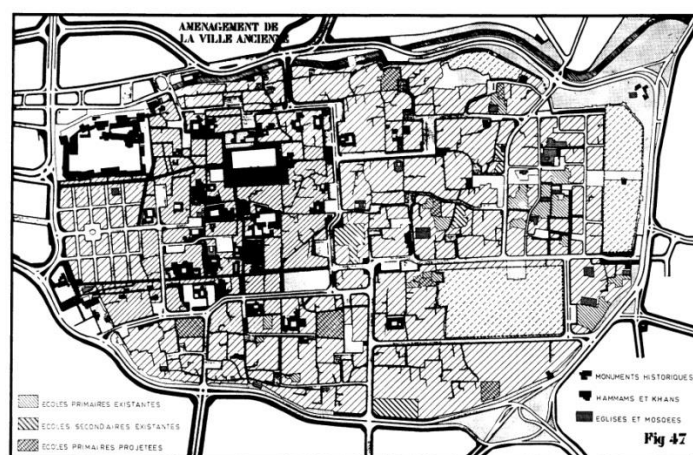 AMENAGEMENT DE
LA VILLE ANCIENNE
ECOLES PRIMAIRES EXISTANTES
ECOLES SECONDAIRES EXISTANTES
ECOLES PRIMAIRES PROJETÉES
MONUMENTS HISTORIQUES
HAMMAMS ET KHANS
EGLISES ET MOSQEES
Fig 47